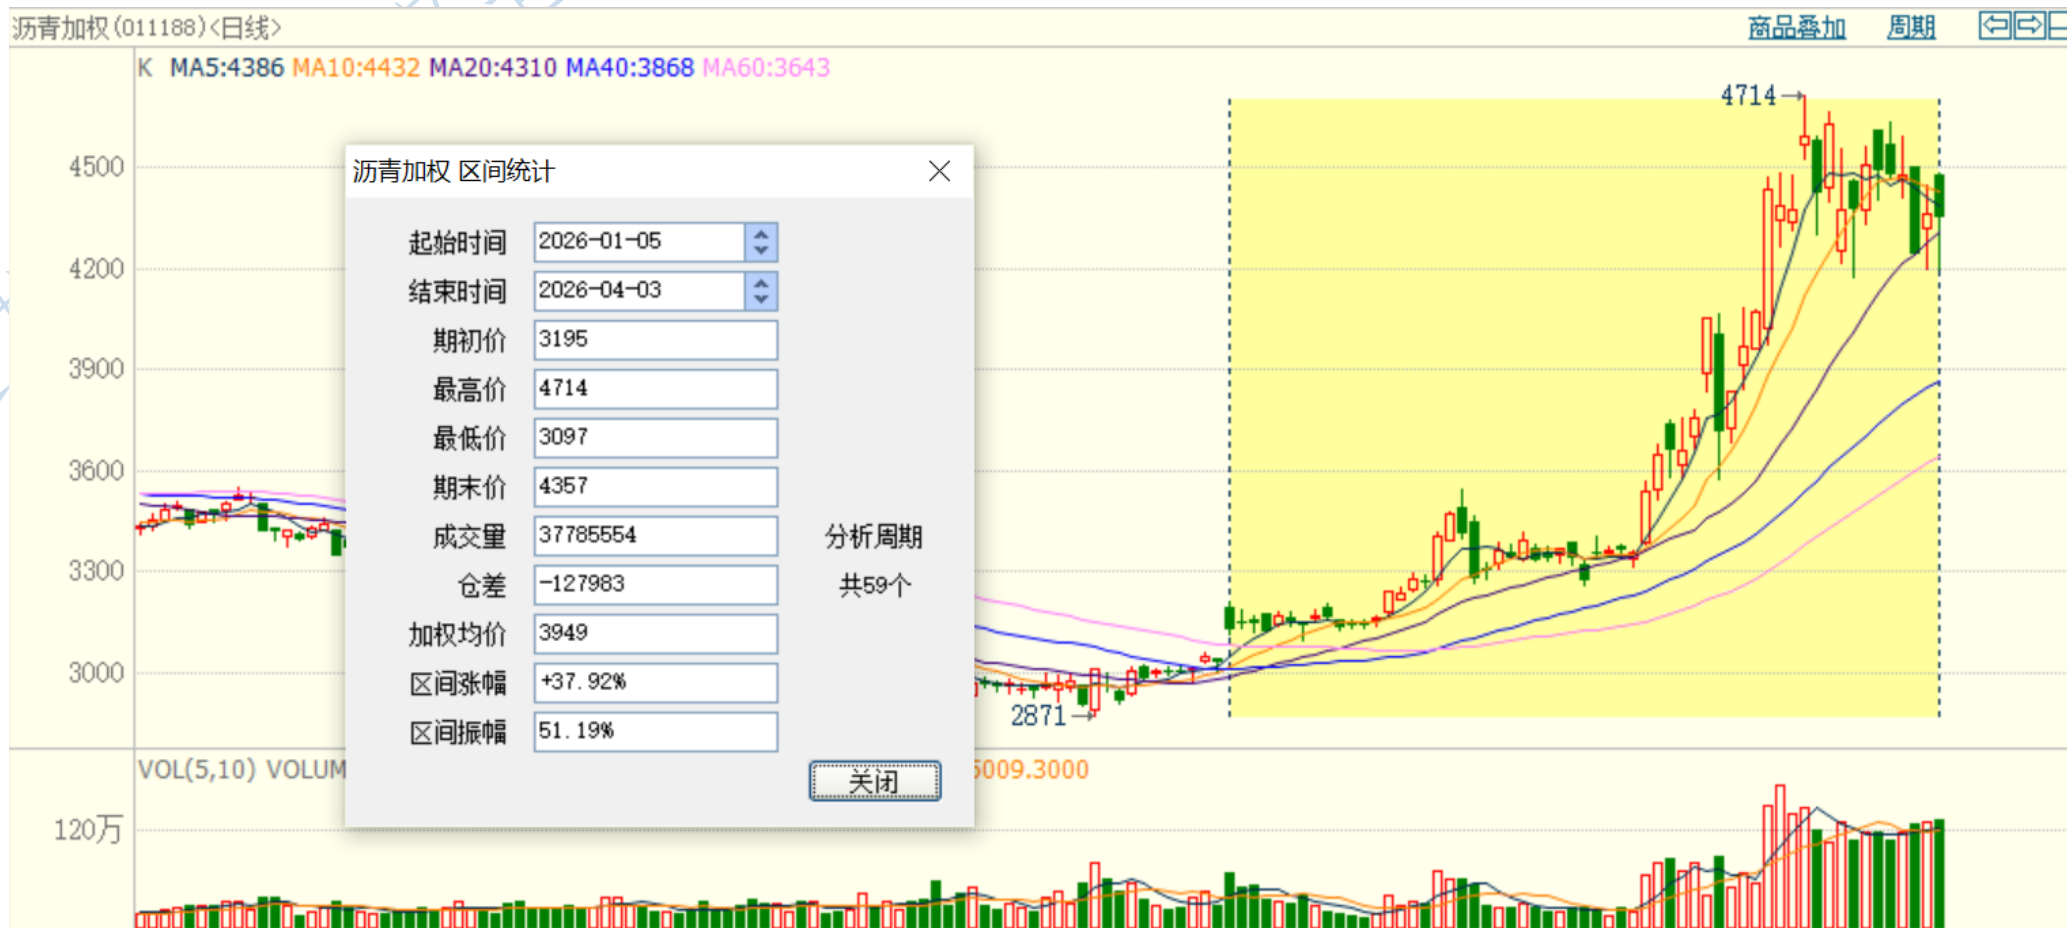 沥青加权(011188)<日线>
商品叠加 周期
K MA5:4386 MA10:4432 MA20:4310 MA40:3868 MA60:3643
4714
4500
4200
3900
3600
3300
3000
2871
沥青加权 区间统计
起始时间 2026-01-05
结束时间 2026-04-03
期初价 3195
最高价 4714
最低价 3097
期末价 4357
成交量 37785554 分析周期
仓差 -127983 共59个
加权均价 3949
区间涨幅 +37.92%
区间振幅 51.19%
关闭
VOL(5,10) VOLUM
009.3000
120万